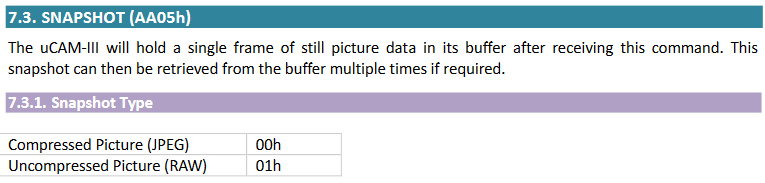 7.3. SNAPSHOT (AA05h)
The uCAM-III will hold a single frame of still picture data in its buffer after receiving this command. This
snapshot can then be retrieved from the buffer multiple times if required.
7.3.1. Snapshot Type
Compressed Picture (JPEG) 00h
Uncompressed Picture (RAW) 01h